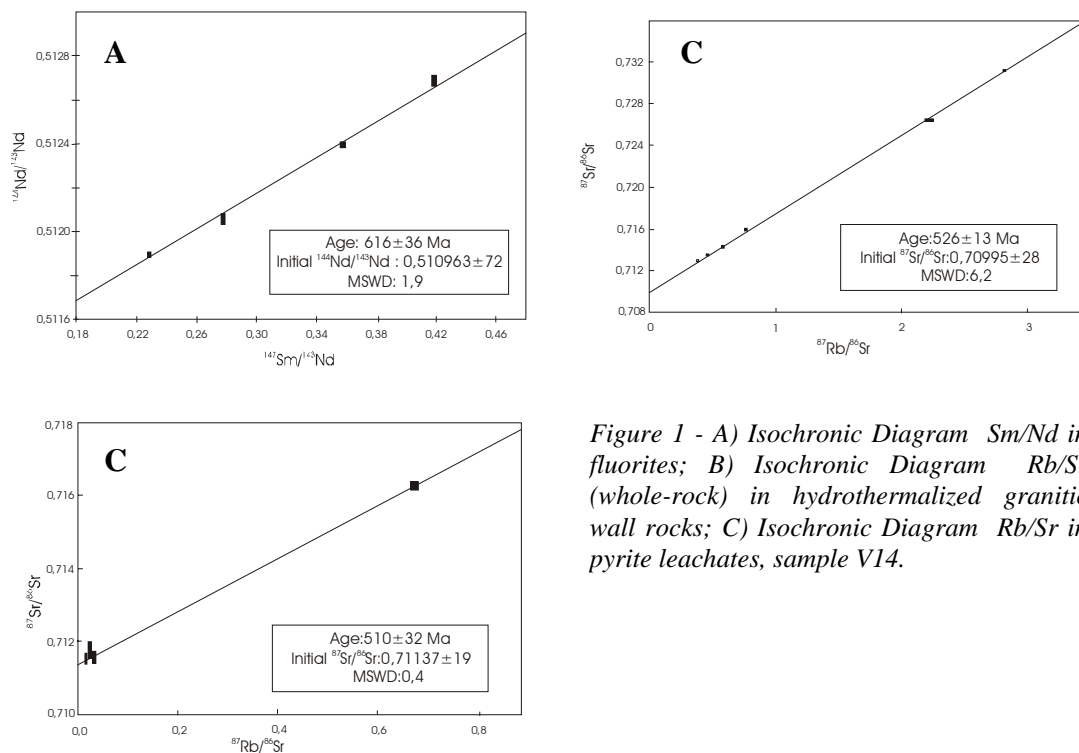 A
0,5128
0,5124
0,5120
0,5116
¹⁴⁴Nd/¹⁴³Nd
Age: 616±36 Ma
Initial ¹⁴⁴Nd/¹⁴³Nd : 0,510963±72
MSWD: 1,9
0,18 0,22 0,26 0,30 0,34 0,38 0,42 0,46
¹⁴⁷Sm/¹⁴³Nd
C
0,732
0,728
0,724
0,720
0,716
0,712
0,708
⁸⁷Sr/⁸⁶Sr
Age:526±13 Ma
Initial ⁸⁷Sr/⁸⁶Sr:0,70995±28
MSWD:6,2
0 1 2 3
⁸⁷Rb/⁸⁶Sr
C
0,718
0,716
0,714
0,712
0,710
⁸⁷Sr/⁸⁶Sr
Age:510±32 Ma
Initial ⁸⁷Sr/⁸⁶Sr:0,71137±19
MSWD:0,4
0,0 0,2 0,4 0,6 0,8
⁸⁷Rb/⁸⁶Sr
Figure 1 - A) Isochronic Diagram Sm/Nd in
fluorites; B) Isochronic Diagram Rb/S
(whole-rock) in hydrothermalized graniti
wall rocks; C) Isochronic Diagram Rb/Sr in
pyrite leachates, sample V14.